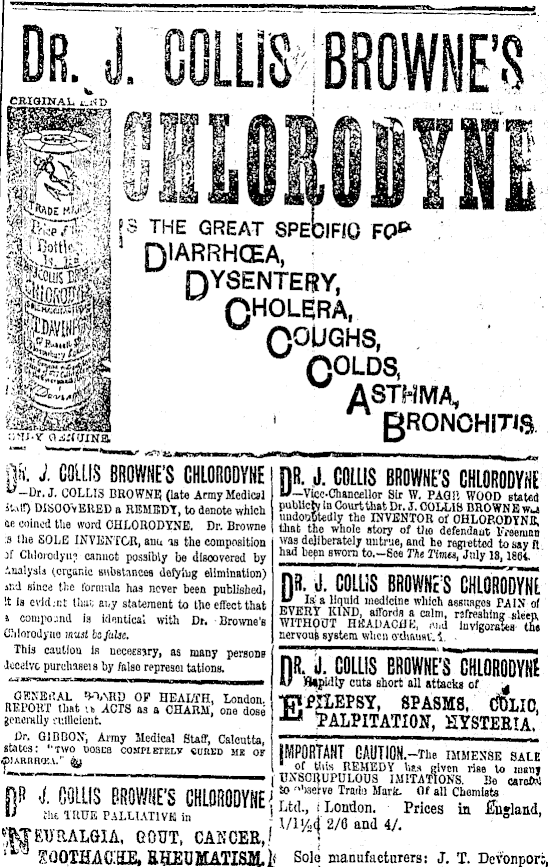 DR. J. COLLIS BROWNE'S
ORIGINAL AND
CHLORODYNE
TRADE MARK
Price
Bottle
J. COLLIS BROWNE
CHLORODYNE
J.T. DAVENPORT
ONLY GENUINE
IS THE GREAT SPECIFIC FOR
DIARRHŒA,
DYSENTERY,
CHOLERA,
COUGHS,
COLDS,
ASTHMA,
BRONCHITIS.
DR. J. COLLIS BROWNE'S CHLORODYNE
—Dr. J. COLLIS BROWNE (late Army Medical
Staff) DISCOVERED a REMEDY, to denote which
he coined the word CHLORODYNE. Dr. Browne
is the SOLE INVENTOR, and as the composition
of Chlorodyne cannot possibly be discovered by
Analysis (organic substances defying elimination)
and since the formula has never been published,
it is evident that any statement to the effect that
a compound is identical with Dr. Browne's
Chlorodyne must be false.
This caution is necessary, as many persons
deceive purchasers by false representations.
GENERAL BOARD OF HEALTH, London,
REPORT that it ACTS as a CHARM, one dose
generally sufficient.
Dr. GIBBON, Army Medical Staff, Calcutta,
states: "TWO DOSES COMPLETELY CURED ME OF
DIARRHŒA."
DR J. COLLIS BROWNE'S CHLORODYNE
the TRUE PALLIATIVE in
NEURALGIA, GOUT, CANCER,
TOOTHACHE, RHEUMATISM.
DR. J. COLLIS BROWNE'S CHLORODYNE
—Vice-Chancellor Sir W. PAGE WOOD stated
publicly in Court that Dr. J. COLLIS BROWNE was
undoubtedly the INVENTOR of CHLORODYNE,
that the whole story of the defendant Freeman
was deliberately untrue, and he regretted to say it
had been sworn to.—See The Times, July 13, 1864.
DR. J. COLLIS BROWNE'S CHLORODYNE
Is a liquid medicine which assuages PAIN of
EVERY KIND, affords a calm, refreshing sleep,
WITHOUT HEADACHE, and invigorates the
nervous system when exhausted.
DR. J. COLLIS BROWNE'S CHLORODYNE
Rapidly cuts short all attacks of
EPILEPSY, SPASMS, COLIC,
PALPITATION, HYSTERIA.
IMPORTANT CAUTION.—The IMMENSE SALE
of this REMEDY has given rise to many
UNSCRUPULOUS IMITATIONS. Be careful
to observe Trade Mark. Of all Chemists
Ltd., London. Prices in England,
1/1½d 2/6 and 4/.
Sole manufacturers: J. T. Devonport,